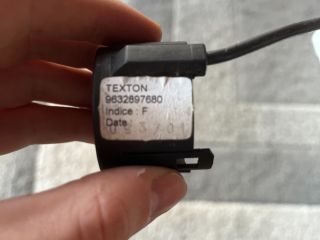 TEXTON
9632897680
Indice : F
Date :